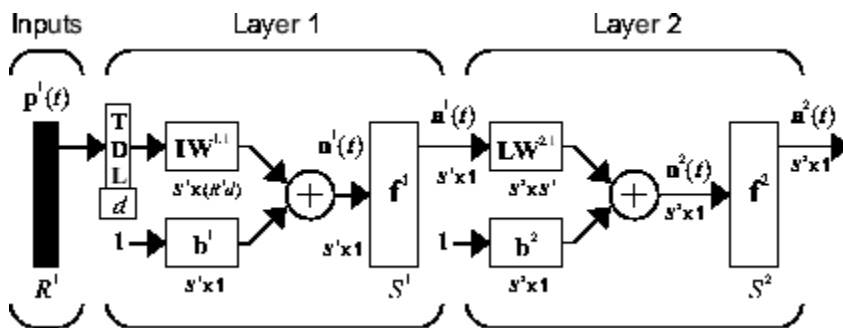 Inputs
Layer 1
Layer 2
p¹(t)
T
D
L
d
IW¹·¹
S¹x(R¹d)
1
b¹
S¹x1
R¹
n¹(t)
S¹x1
f¹
S¹
a¹(t)
S¹x1
LW²·¹
S²xS¹
1
b²
S²x1
n²(t)
S²x1
f²
S²
a²(t)
S²x1